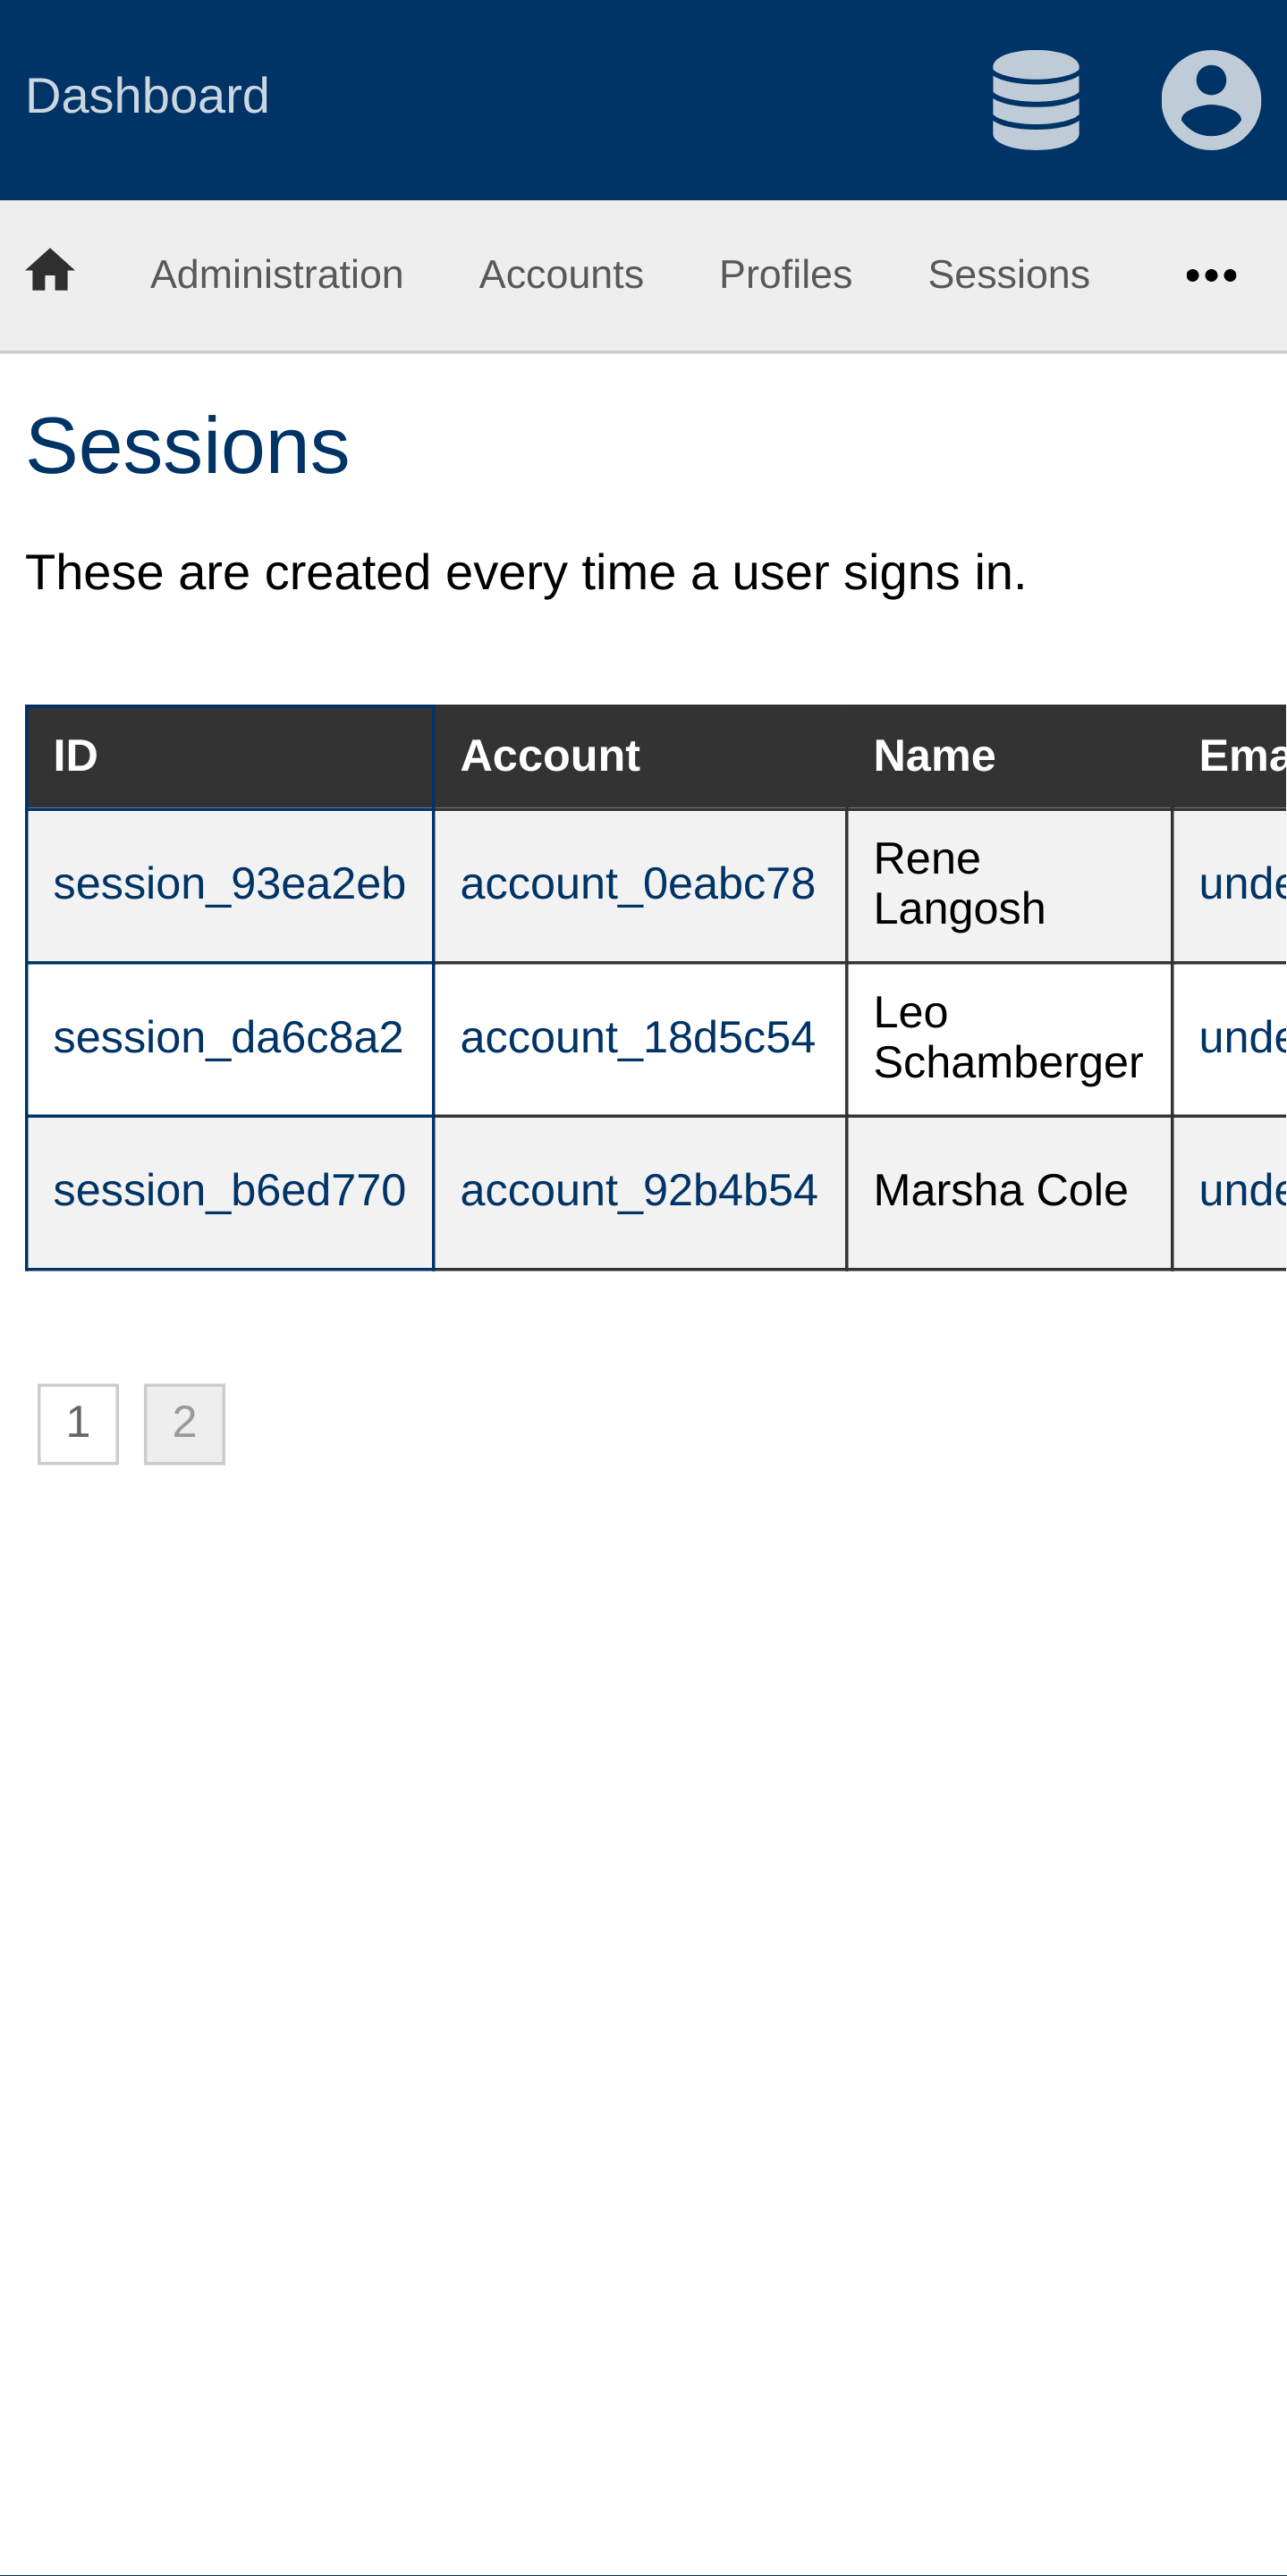 Dashboard
Administration Accounts Profiles Sessions
Sessions
These are created every time a user signs in.
ID Account Name Ema
session_93ea2eb account_0eabc78 Rene Langosh unde
session_da6c8a2 account_18d5c54 Leo Schamberger unde
session_b6ed770 account_92b4b54 Marsha Cole unde
1 2